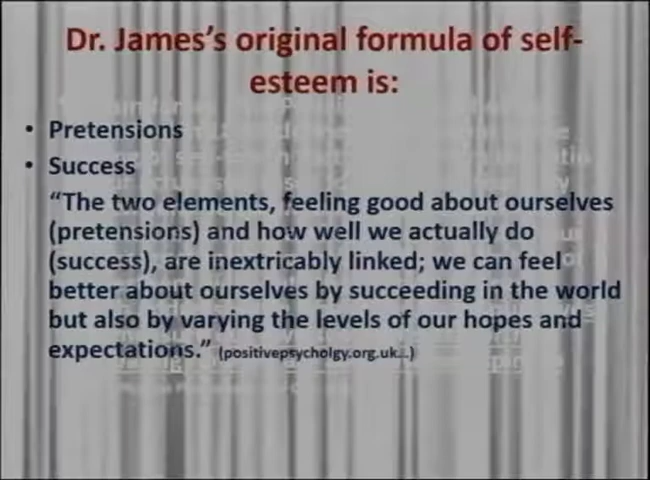 Dr. James's original formula of self-
esteem is:
• Pretensions
• Success
"The two elements, feeling good about ourselves
(pretensions) and how well we actually do
(success), are inextricably linked; we can feel
better about ourselves by succeeding in the world
but also by varying the levels of our hopes and
expectations." (positivepsycholgy.org.uk...)